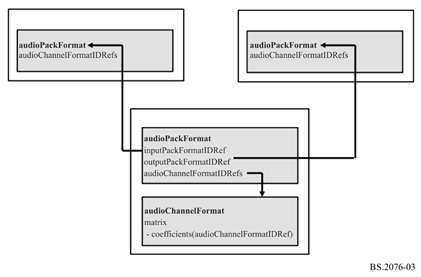 audioPackFormat
audioChannelFormatIDRefs
audioPackFormat
audioChannelFormatIDRefs
audioPackFormat
inputPackFormatIDRef
outputPackFormatIDRef
audioChannelFormatIDRefs
audioChannelFormat
matrix
- coefficients(audioChannelFormatIDRef)
BS.2076-03